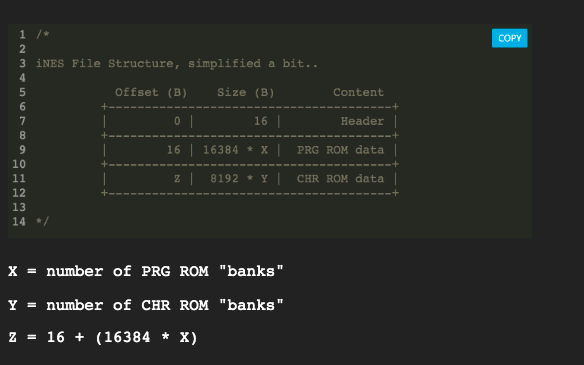 COPY
1 /*
2
3 iNES File Structure, simplified a bit..
4
5           Offset (B)    Size (B)        Content
6          +---------------------------------------+
7          |         0 |        16 |        Header |
8          +---------------------------------------+
9          |        16 | 16384 * X |  PRG ROM data |
10         +---------------------------------------+
11         |         Z |  8192 * Y |  CHR ROM data |
12         +---------------------------------------+
13
14 */
X = number of PRG ROM "banks"
Y = number of CHR ROM "banks"
Z = 16 + (16384 * X)